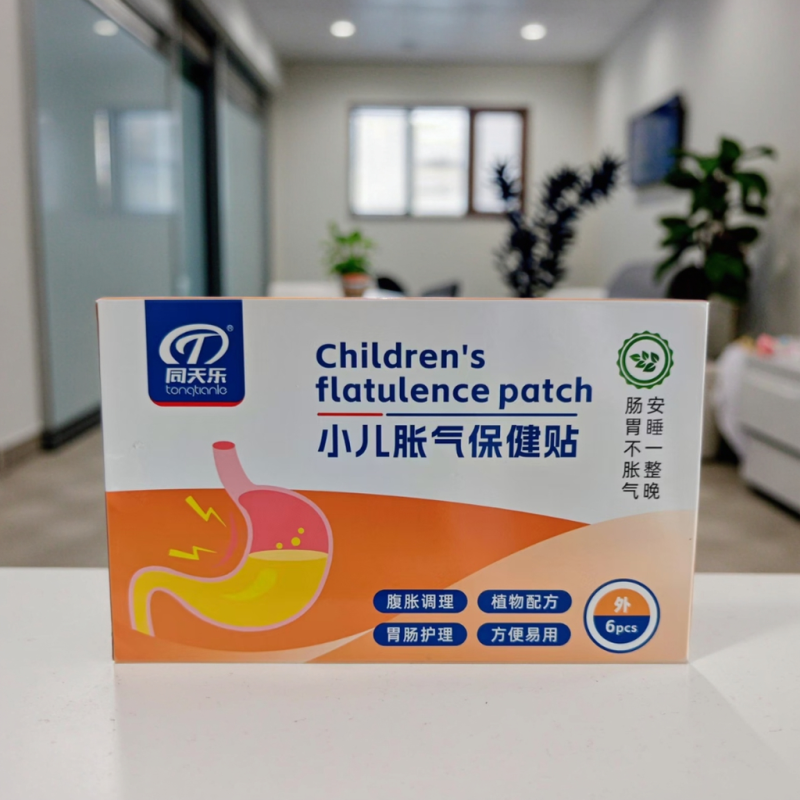 同天乐®
tongtianle
Children's
flatulence patch
小儿胀气保健贴
安睡一整晚
肠胃不胀气
腹胀调理
植物配方
胃肠护理
方便易用
外
6pcs